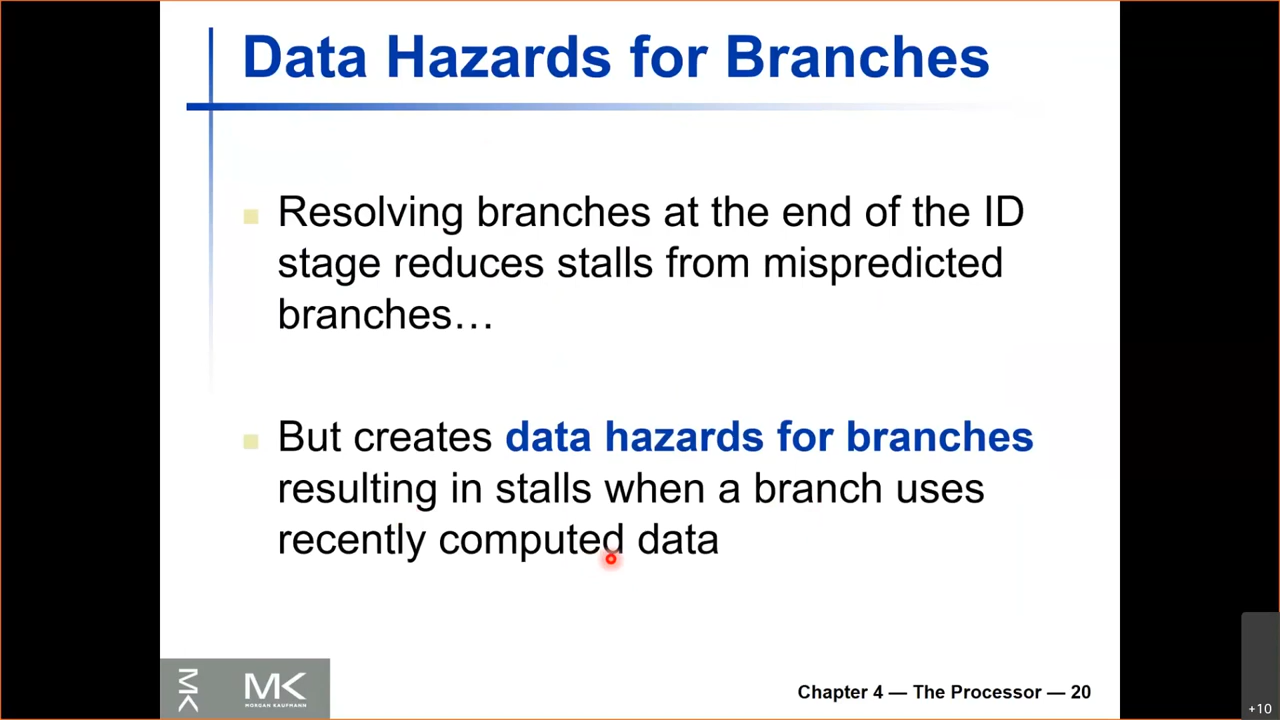 Data Hazards for Branches
Resolving branches at the end of the ID
stage reduces stalls from mispredicted
branches…
But creates data hazards for branches
resulting in stalls when a branch uses
recently computed data
MK
MK
MORGAN KAUFMANN
Chapter 4 — The Processor — 20
+10